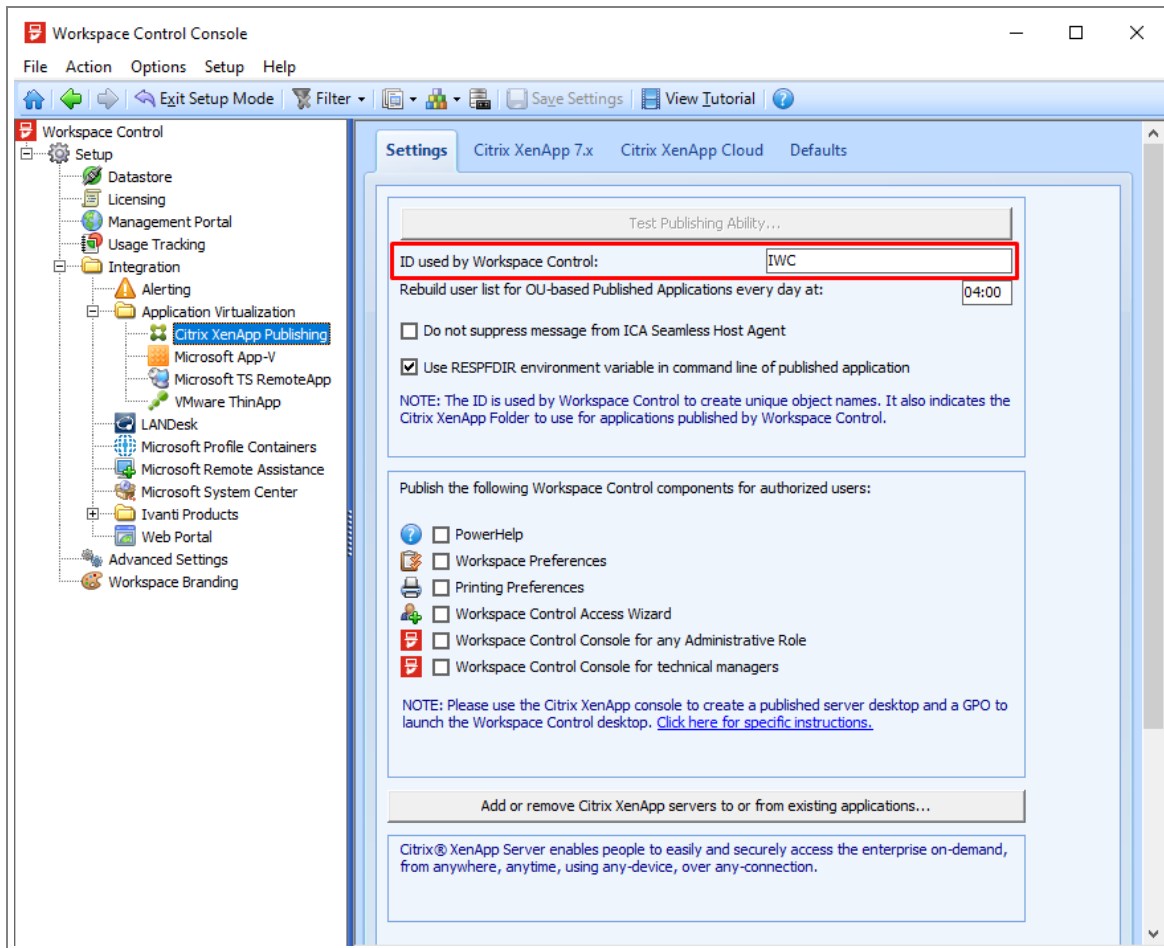 Workspace Control Console
File Action Options Setup Help
Exit Setup Mode Filter Save Settings View Tutorial
Workspace Control
Setup
Datastore
Licensing
Management Portal
Usage Tracking
Integration
Alerting
Application Virtualization
Citrix XenApp Publishing
Microsoft App-V
Microsoft TS RemoteApp
VMware ThinApp
LANDesk
Microsoft Profile Containers
Microsoft Remote Assistance
Microsoft System Center
Ivanti Products
Web Portal
Advanced Settings
Workspace Branding
Settings Citrix XenApp 7.x Citrix XenApp Cloud Defaults
Test Publishing Ability...
ID used by Workspace Control: IWC
Rebuild user list for OU-based Published Applications every day at: 04:00
Do not suppress message from ICA Seamless Host Agent
Use RESPFDIR environment variable in command line of published application
NOTE: The ID is used by Workspace Control to create unique object names. It also indicates the
Citrix XenApp Folder to use for applications published by Workspace Control.
Publish the following Workspace Control components for authorized users:
PowerHelp
Workspace Preferences
Printing Preferences
Workspace Control Access Wizard
Workspace Control Console for any Administrative Role
Workspace Control Console for technical managers
NOTE: Please use the Citrix XenApp console to create a published server desktop and a GPO to
launch the Workspace Control desktop. Click here for specific instructions.
Add or remove Citrix XenApp servers to or from existing applications...
Citrix® XenApp Server enables people to easily and securely access the enterprise on-demand,
from anywhere, anytime, using any-device, over any-connection.